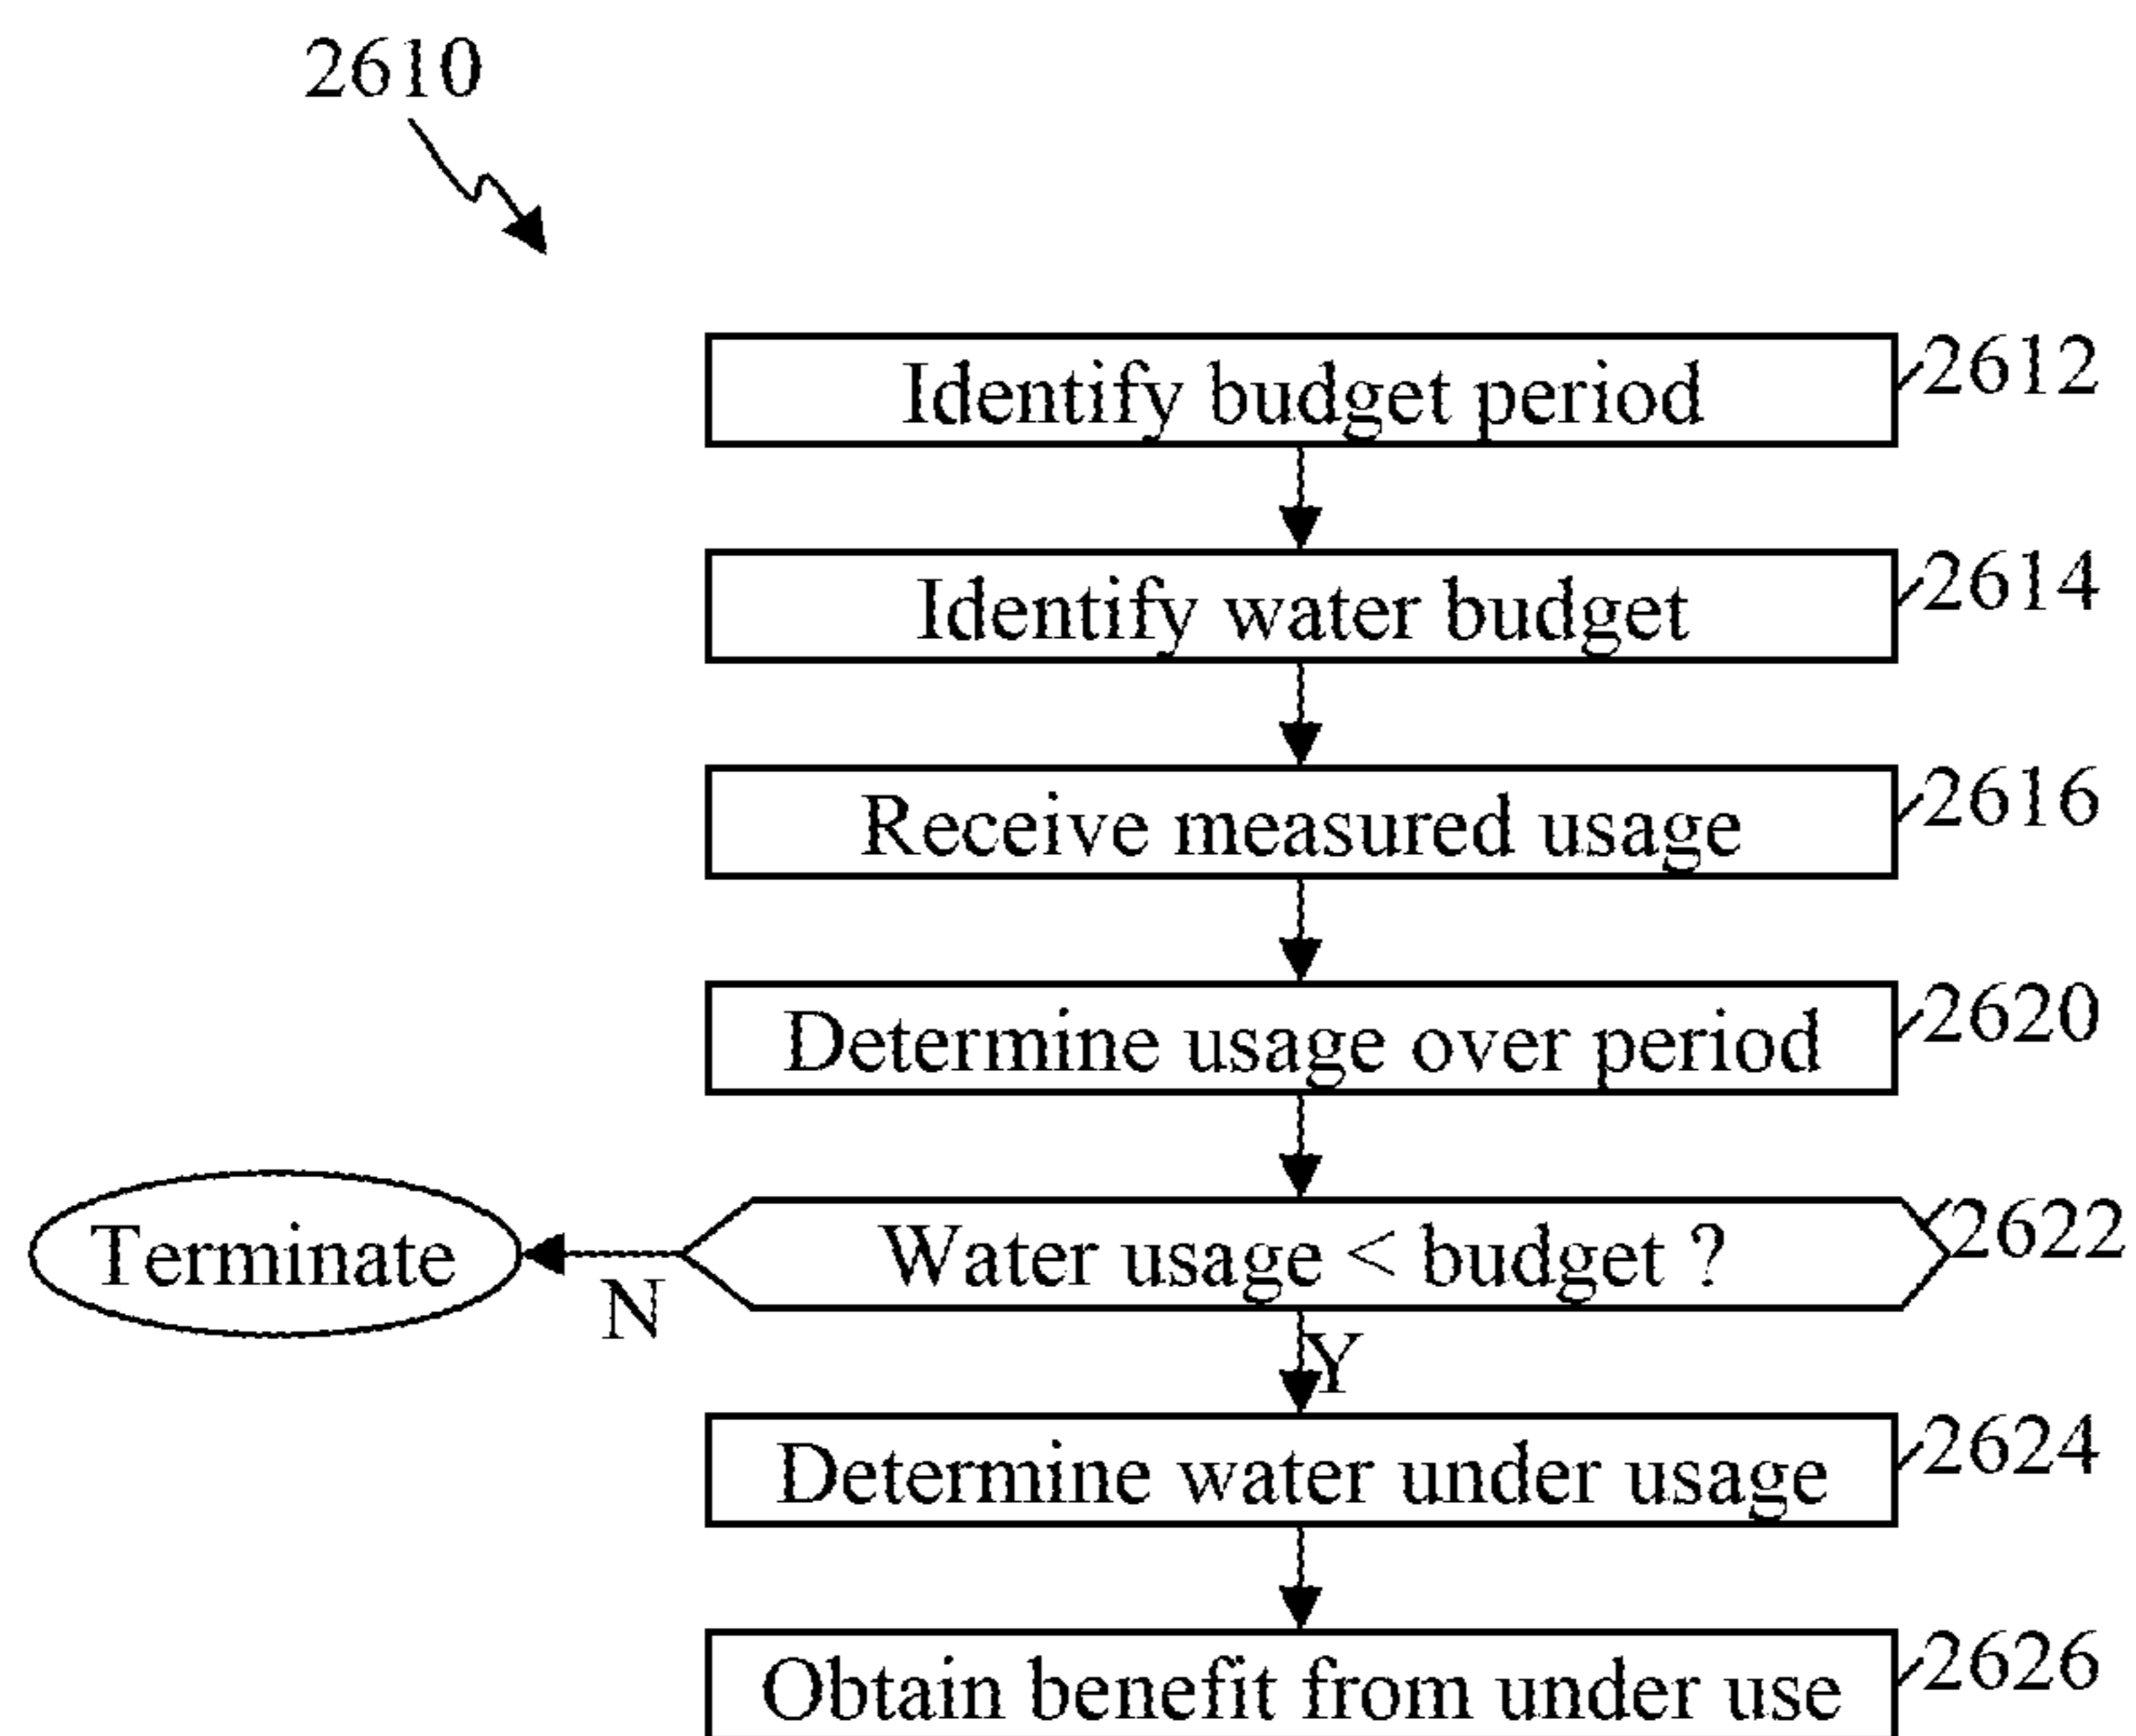 2610
Identify budget period 2612
Identify water budget 2614
Receive measured usage 2616
Determine usage over period 2620
Terminate N Water usage < budget ? 2622
Y
Determine water under usage 2624
Obtain benefit from under use 2626